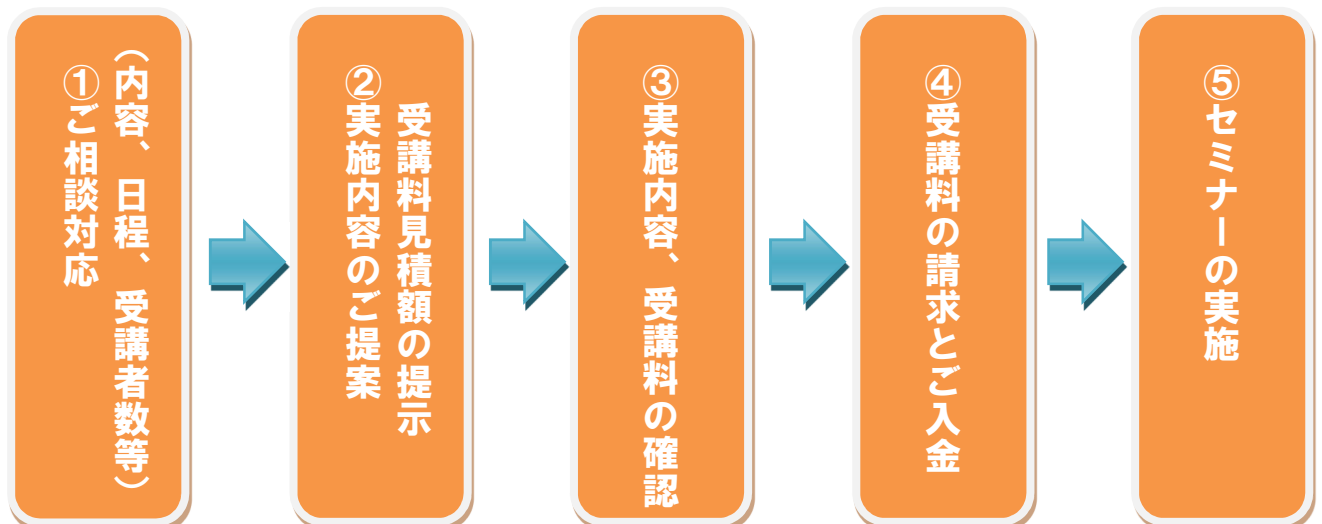 ①ご相談対応
（内容、日程、受講者数等）
②実施内容のご提案
受講料見積額の提示
③実施内容、受講料の確認
④受講料の請求とご入金
⑤セミナーの実施